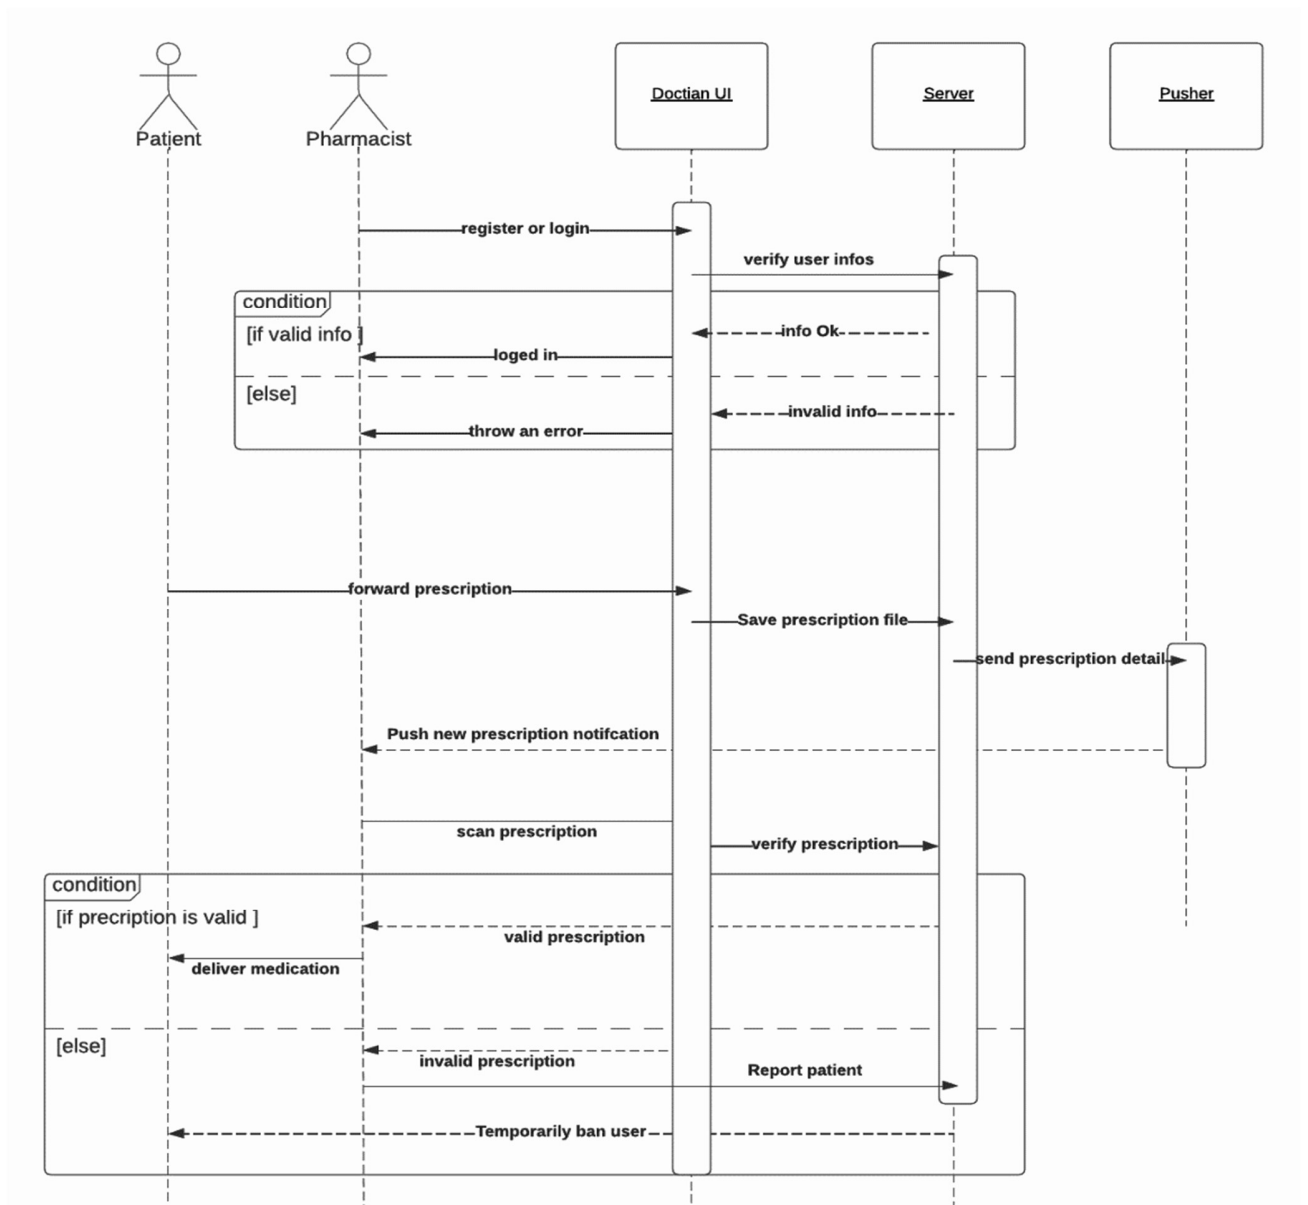 Patient
Pharmacist
Doctian UI
Server
Pusher
register or login
verify user infos
condition
[if valid info ]
info Ok
loged in
[else]
invalid info
throw an error
forward prescription
Save prescription file
send prescription detail
Push new prescription notifcation
scan prescription
verify prescription
condition
[if precription is valid ]
valid prescription
deliver medication
[else]
invalid prescription
Report patient
Temporarily ban user